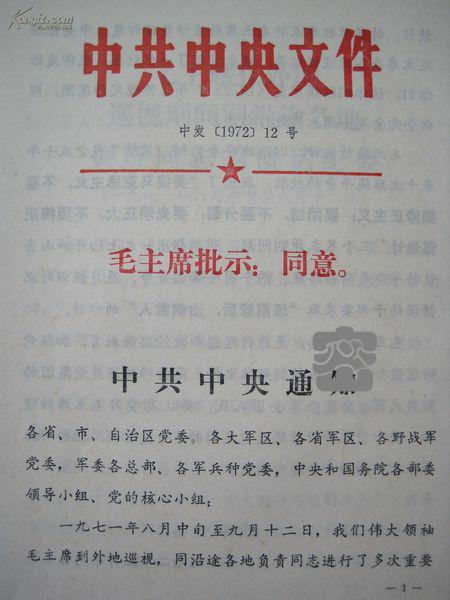 中共中央文件
中发〔1972〕12号
毛主席批示：同意。
中共中央通知
各省、市、自治区党委，各大军区、各省军区、各野战军
党委，军委各总部、各军兵种党委，中央和国务院各部委
领导小组、党的核心小组：
一九七一年八月中旬至九月十二日，我们伟大领袖
毛主席到外地巡视，同沿途各地负责同志进行了多次重要
—1—